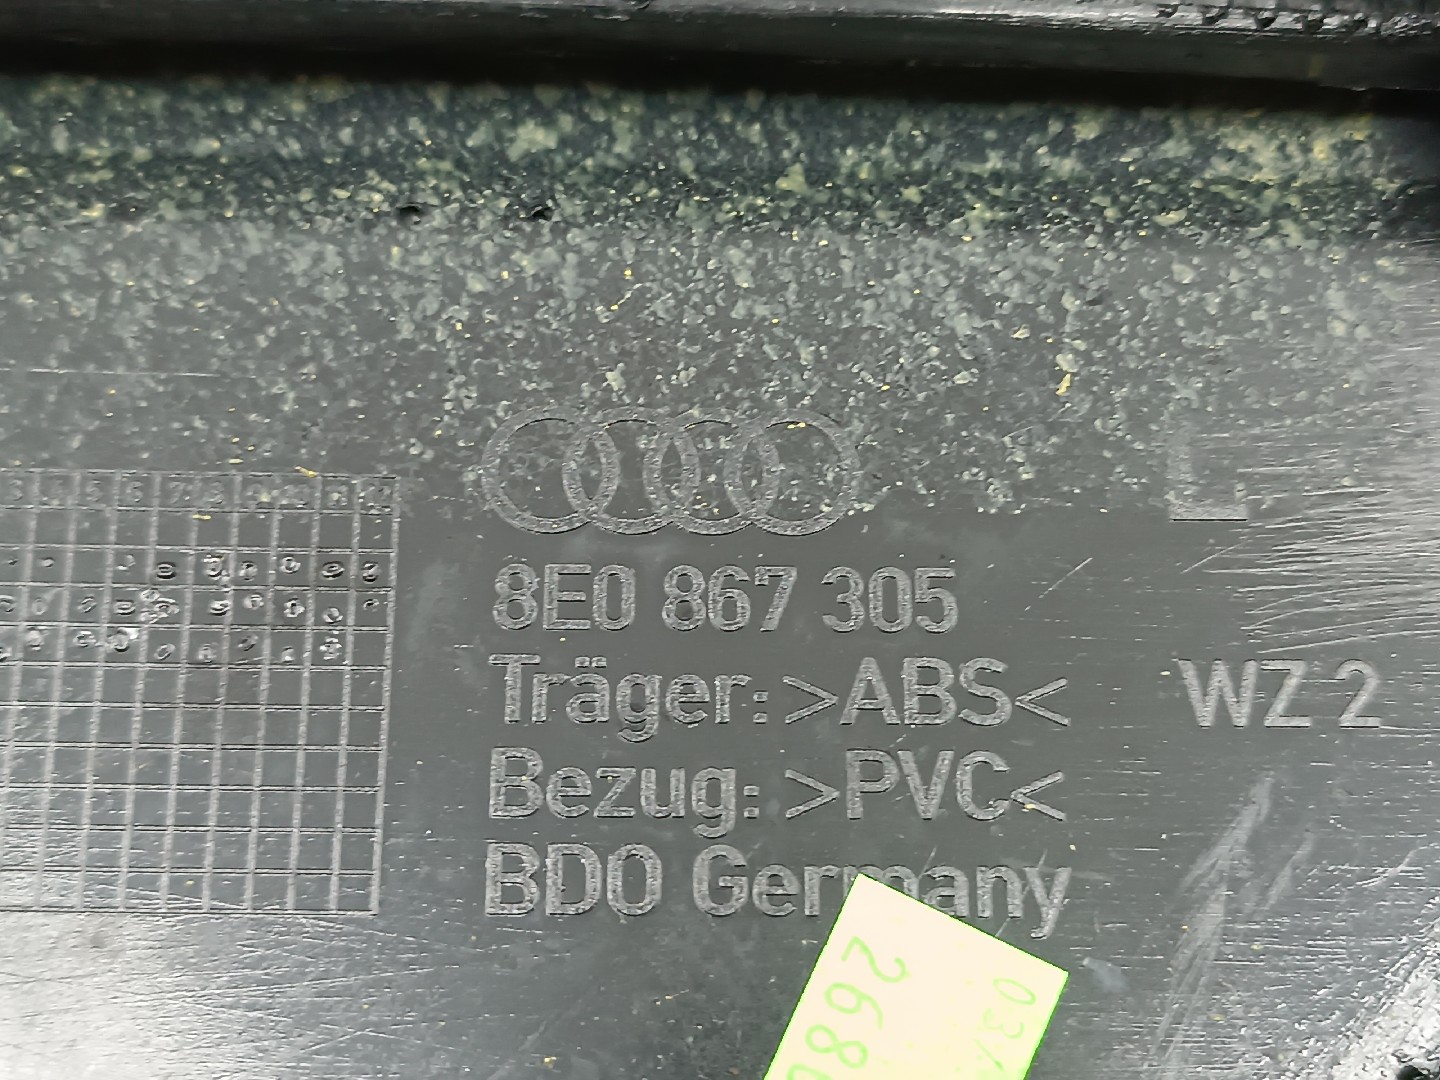 L
8E0 867 305
Träger: >ABS< WZ 2
Bezug: >PVC<
BDO Germany